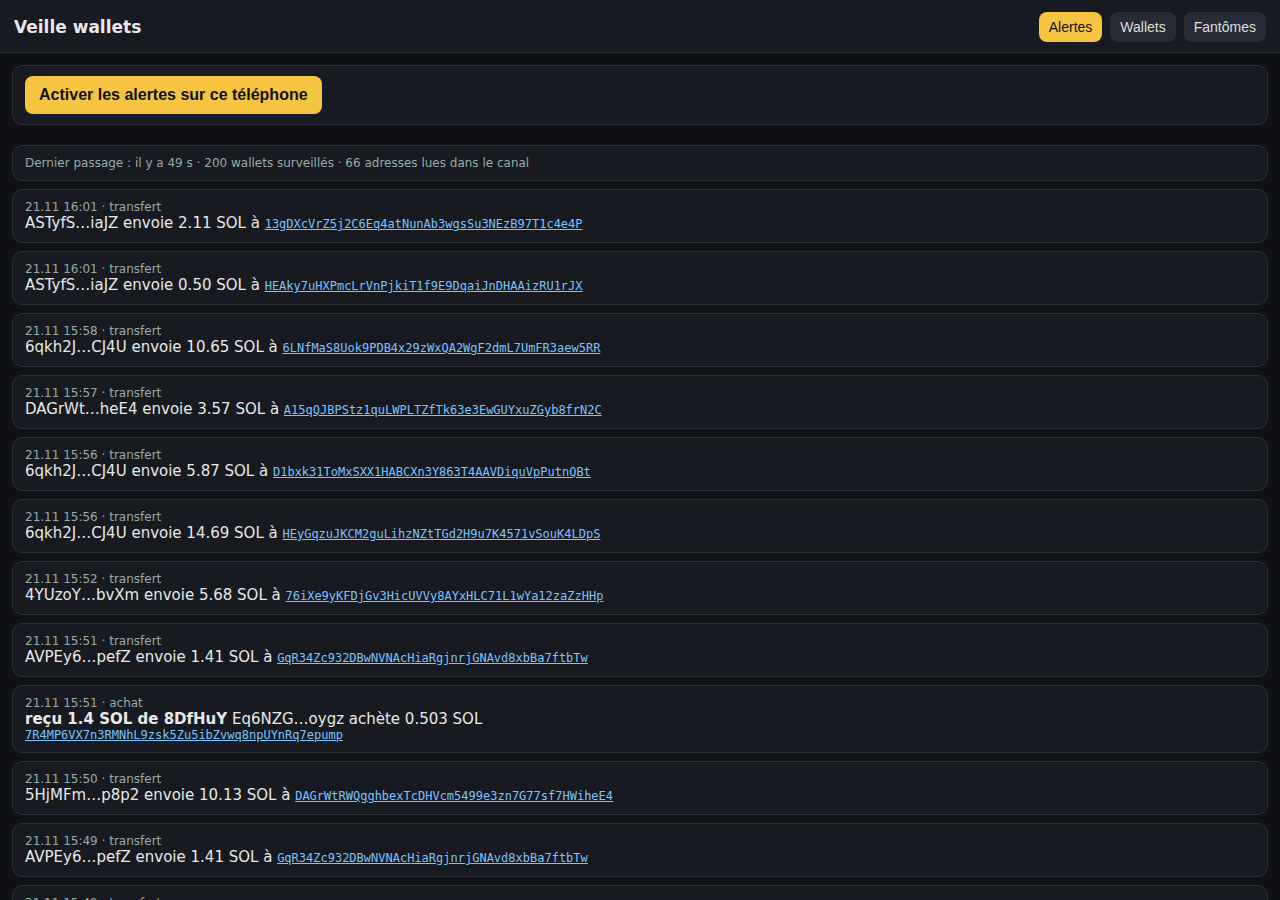 Veille wallets
Alertes
Wallets
Fantômes
Activer les alertes sur ce téléphone
Dernier passage : il y a 49 s · 200 wallets surveillés · 66 adresses lues dans le canal
21.11 16:01 · transfert
ASTyfS…iaJZ envoie 2.11 SOL à 13gDXcVrZ5j2C6Eq4atNunAb3wgsSu3NEzB97T1c4e4P
21.11 16:01 · transfert
ASTyfS…iaJZ envoie 0.50 SOL à HEAky7uHXPmcLrVnPjkiT1f9E9DqaiJnDHAAizRU1rJX
21.11 15:58 · transfert
6qkh2J…CJ4U envoie 10.65 SOL à 6LNfMaS8Uok9PDB4x29zWxQA2WgF2dmL7UmFR3aew5RR
21.11 15:57 · transfert
DAGrWt…heE4 envoie 3.57 SOL à A15qQJBPStz1quLWPLTZfTk63e3EwGUYxuZGyb8frN2C
21.11 15:56 · transfert
6qkh2J…CJ4U envoie 5.87 SOL à D1bxk31ToMxSXX1HABCXn3Y863T4AAVDiquVpPutnQBt
21.11 15:56 · transfert
6qkh2J…CJ4U envoie 14.69 SOL à HEyGqzuJKCM2guLihzNZtTGd2H9u7K4571vSouK4LDpS
21.11 15:52 · transfert
4YUzoY…bvXm envoie 5.68 SOL à 76iXe9yKFDjGv3HicUVVy8AYxHLC71L1wYa12zaZzHHp
21.11 15:51 · transfert
AVPEy6…pefZ envoie 1.41 SOL à GqR34Zc932DBwNVNAcHiaRgjnrjGNAvd8xbBa7ftbTw
21.11 15:51 · achat
reçu 1.4 SOL de 8DfHuY Eq6NZG…oygz achète 0.503 SOL
7R4MP6VX7n3RMNhL9zsk5Zu5ibZvwq8npUYnRq7epump
21.11 15:50 · transfert
5HjMFm…p8p2 envoie 10.13 SOL à DAGrWtRWQgghbexTcDHVcm5499e3zn7G77sf7HWiheE4
21.11 15:49 · transfert
AVPEy6…pefZ envoie 1.41 SOL à GqR34Zc932DBwNVNAcHiaRgjnrjGNAvd8xbBa7ftbTw